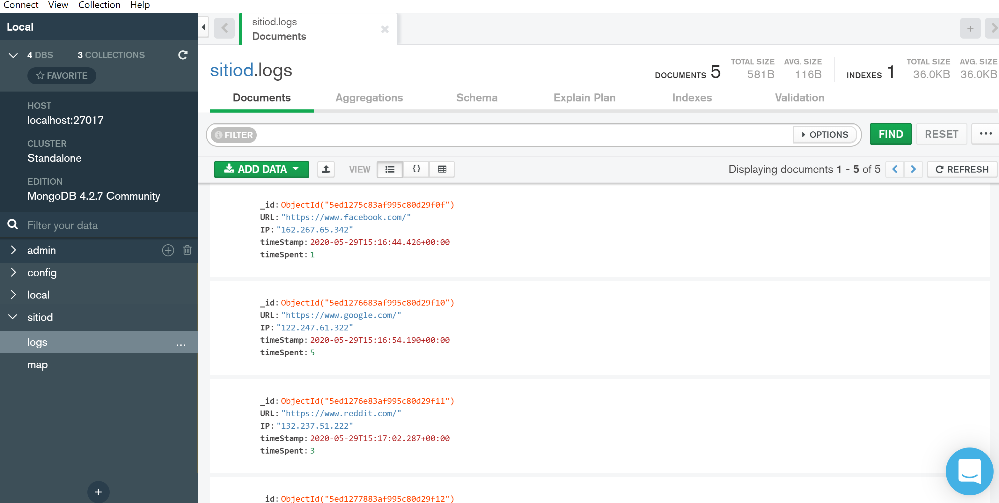 Connect View Collection Help
Local
4 DBS 3 COLLECTIONS
FAVORITE
HOST
localhost:27017
CLUSTER
Standalone
EDITION
MongoDB 4.2.7 Community
Filter your data
admin
config
local
sitiod
logs ...
map
+
sitiod.logs
Documents
sitiod.logs
DOCUMENTS 5
TOTAL SIZE
581B
AVG. SIZE
116B
INDEXES 1
TOTAL SIZE
36.0KB
AVG. SIZE
36.0KB
Documents Aggregations Schema Explain Plan Indexes Validation
FILTER
OPTIONS
FIND
RESET
...
ADD DATA
VIEW
{}
Displaying documents 1 - 5 of 5
REFRESH
_id: ObjectId("5ed1275c83af995c80d29f0f")
URL: "https://www.facebook.com/"
IP: "162.267.65.342"
timeStamp: 2020-05-29T15:16:44.426+00:00
timeSpent: 1
_id: ObjectId("5ed1276683af995c80d29f10")
URL: "https://www.google.com/"
IP: "122.247.61.322"
timeStamp: 2020-05-29T15:16:54.190+00:00
timeSpent: 5
_id: ObjectId("5ed1276e83af995c80d29f11")
URL: "https://www.reddit.com/"
IP: "132.237.51.222"
timeStamp: 2020-05-29T15:17:02.287+00:00
timeSpent: 3
_id: ObjectId("5ed1277883af995c80d29f12")